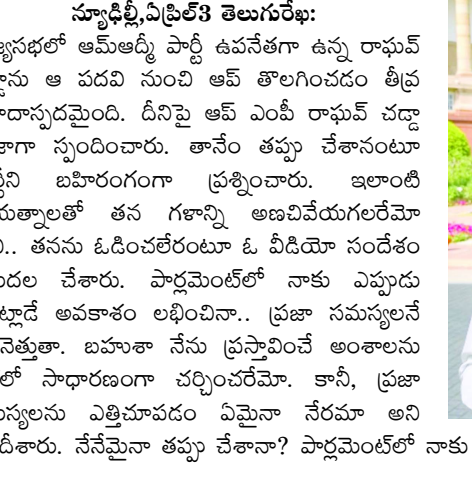 న్యూఢిల్లీ,ఏప్రిల్3 తెలుగురేఖ:
జ్యసభలో ఆమ్ఆద్మీ పార్టీ ఉపనేతగా ఉన్న రాఘవ్
డ్డాను ఆ పదవి నుంచి ఆప్ తొలగించడం తీవ్ర
వాదాస్పదమైంది. దీనిపై ఆప్ ఎంపీ రాఘవ్ చడ్డా
జాగా స్పందించారు. తానేం తప్పు చేశానంటూ
ర్టీని బహిరంగంగా ప్రశ్నించారు. ఇలాంటి
యత్నాలతో తన గళాన్ని అణచివేయగలరేమో
ని.. తనను ఓడించలేరంటూ ఓ వీడియో సందేశం
ుదల చేశారు. పార్లమెంట్‌లో నాకు ఎప్పుడు
ట్లాడే అవకాశం లభించినా.. ప్రజా సమస్యలనే
నెత్తుతా. బహుశా నేను ప్రస్తావించే అంశాలను
లో సాధారణంగా చర్చించరేమో. కానీ, ప్రజా
స్యలను ఎత్తిచూపడం ఏమైనా నేరమా అని
దీశారు. నేనేమైనా తప్పు చేశానా? పార్లమెంట్‌లో నాకు